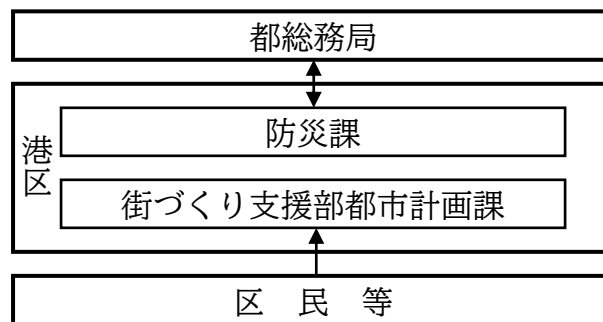 都総務局
港区
防災課
街づくり支援部都市計画課
区 民 等